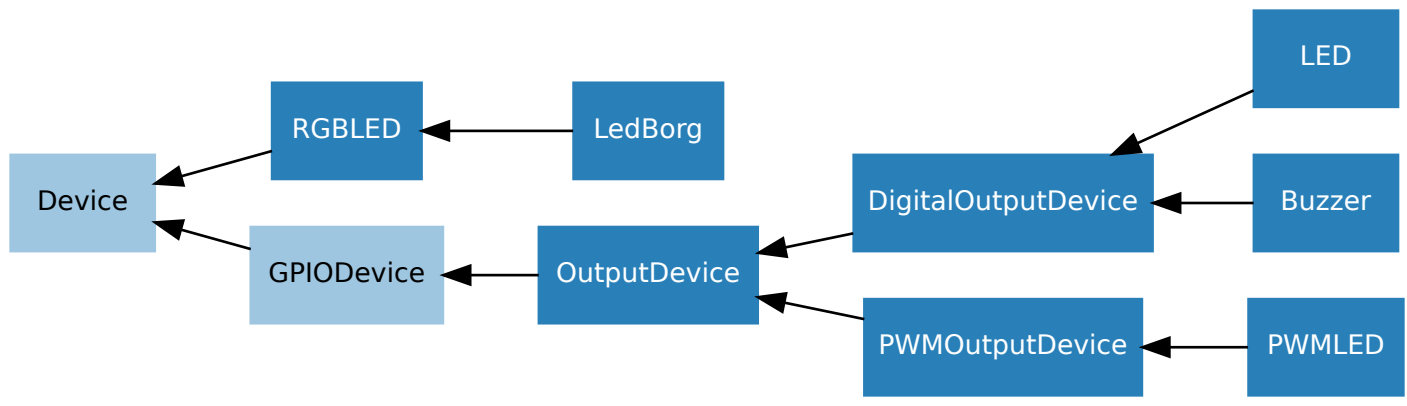 LED
RGBLED
LedBorg
Device
DigitalOutputDevice
Buzzer
GPIODevice
OutputDevice
PWMOutputDevice
PWMLED